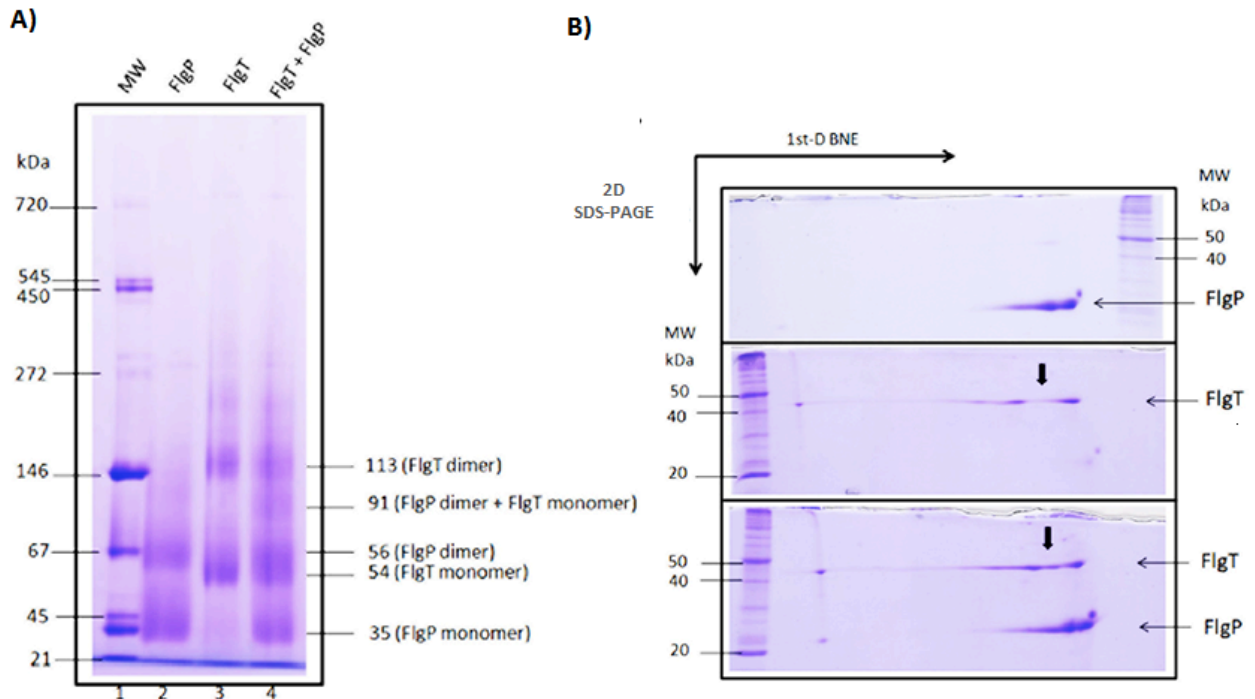 A)
MW
FlgP
FlgT
FlgT + FlgP
kDa
720
545
450
272
146
67
45
21
113 (FlgT dimer)
91 (FlgP dimer + FlgT monomer)
56 (FlgP dimer)
54 (FlgT monomer)
35 (FlgP monomer)
1 2 3 4
B)
1st-D BNE
2D
SDS-PAGE
MW
kDa
50
40
FlgP
MW
kDa
50
40
20
FlgT
50
40
20
FlgT
FlgP